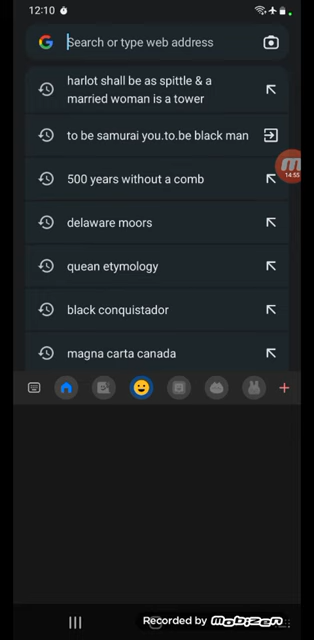 12:10
Search or type web address
harlot shall be as spittle & a
married woman is a tower
to be samurai you.to.be black man
14:55
500 years without a comb
delaware moors
quean etymology
black conquistador
magna carta canada
Recorded by mobizen